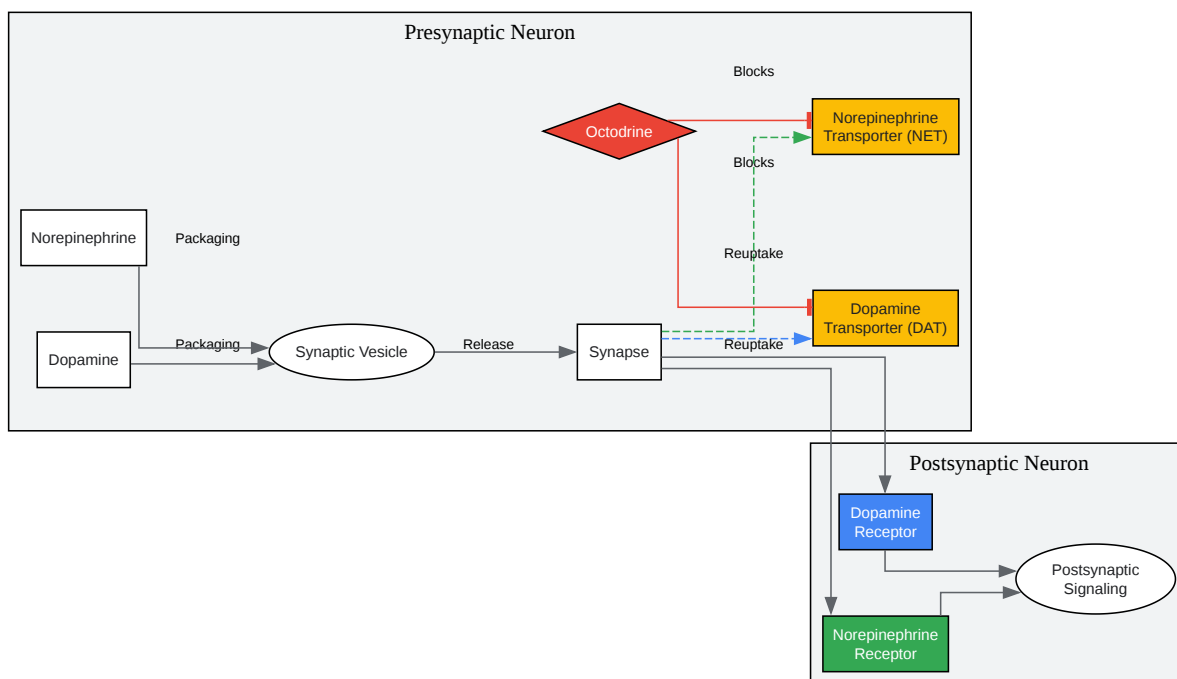 Presynaptic Neuron
Blocks
Octodrine
Norepinephrine
Transporter (NET)
Blocks
Norepinephrine
Packaging
Reuptake
Dopamine
Transporter (DAT)
Dopamine
Packaging
Synaptic Vesicle
Release
Synapse
Reuptake
Postsynaptic Neuron
Dopamine
Receptor
Postsynaptic
Signaling
Norepinephrine
Receptor